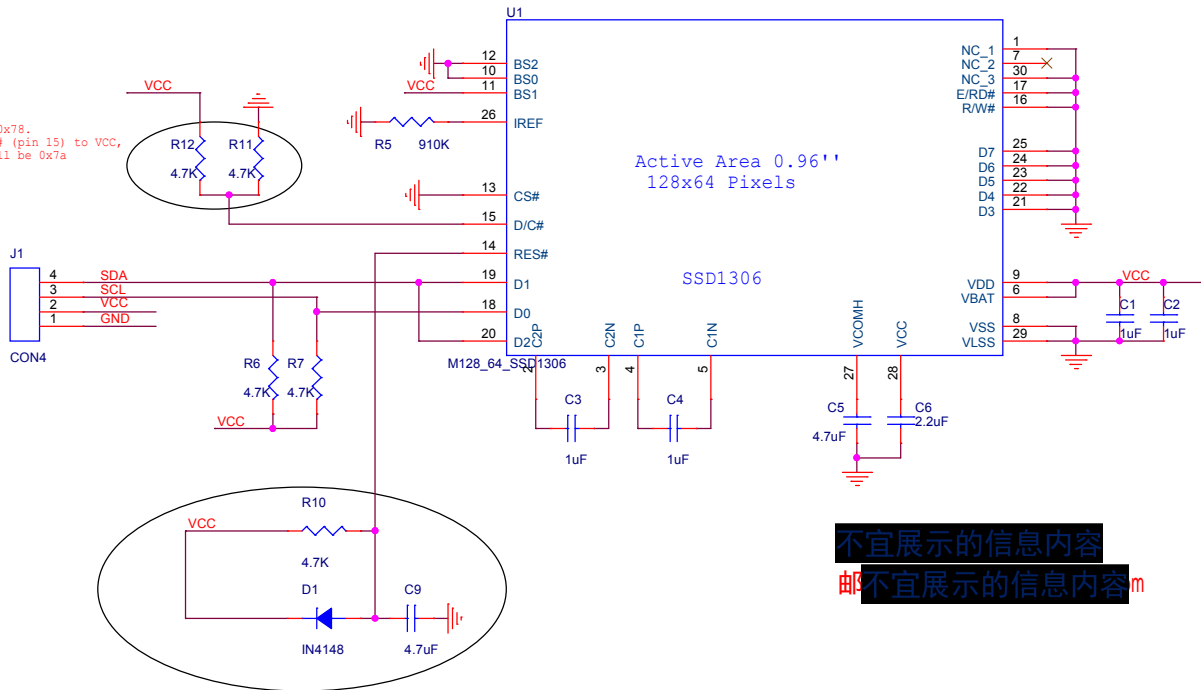 U1
12 BS2
10 BS0
11 BS1
VCC
26 IREF
R5 910K
13 CS#
15 D/C#
14 RES#
19 D1
18 D0
20 D2
M128_64_SSD1306
NC_1 1
NC_2 7
NC_3 30
E/RD# 17
R/W# 16
D7 25
D6 24
D5 23
D4 22
D3 21
VDD 9
VBAT 6
VSS 8
VLSS 29
VCC
C1 1uF
C2 1uF
Active Area 0.96''
128x64 Pixels
SSD1306
C2P 2
C2N 3
C1P 4
C1N 5
VCOMH 27
VCC 28
C3 1uF
C4 1uF
C5 4.7uF
C6 2.2uF
VCC
0x78.
(pin 15) to VCC,
be 0x7a
R12 4.7K
R11 4.7K
J1
4 SDA
3 SCL
2 VCC
1 GND
CON4
R6 4.7K
R7 4.7K
VCC
R10
VCC
4.7K
D1
IN4148
C9
4.7uF
不宜展示的信息内容
邮不宜展示的信息内容m